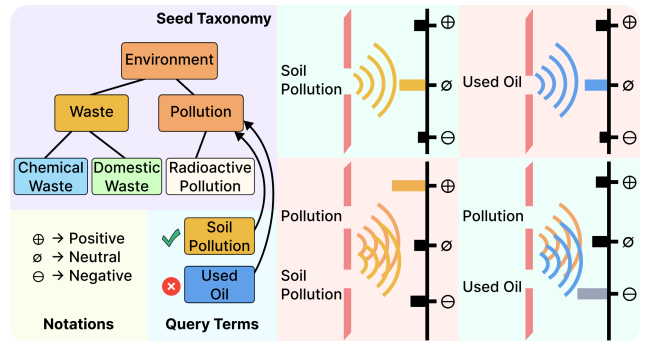 Seed Taxonomy
Environment
Waste
Pollution
Chemical
Waste
Domestic
Waste
Radioactive
Pollution
⊕ → Positive
ø → Neutral
⊖ → Negative
Notations
Soil
Pollution
Used
Oil
Query Terms
Soil
Pollution
⊕
ø
⊖
Used Oil
⊕
ø
⊖
Pollution
Soil
Pollution
⊕
ø
⊖
Pollution
Used Oil
⊕
ø
⊖